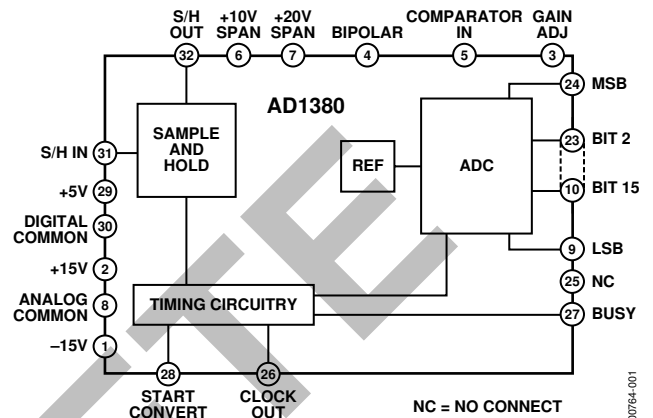 S/H OUT
+10V SPAN
+20V SPAN
BIPOLAR
COMPARATOR IN
GAIN ADJ
32
6
7
4
5
3
AD1380
24
MSB
SAMPLE AND HOLD
REF
ADC
23
BIT 2
S/H IN
31
+5V
29
10
BIT 15
DIGITAL COMMON
30
9
LSB
+15V
2
25
NC
ANALOG COMMON
8
TIMING CIRCUITRY
27
BUSY
–15V
1
28
26
START CONVERT
CLOCK OUT
NC = NO CONNECT
00764-001